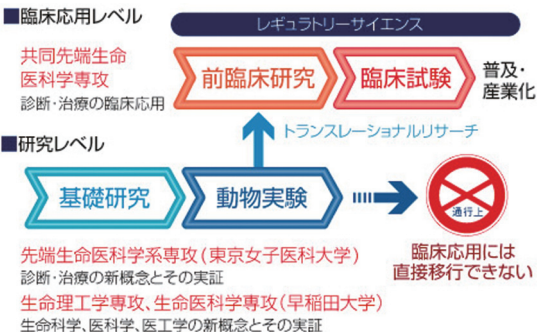 ■臨床応用レベル
レギュラトリーサイエンス
共同先端生命
医科学専攻
診断・治療の臨床応用
前臨床研究
臨床試験
普及・
産業化
トランスレーショナルリサーチ
■研究レベル
基礎研究
動物実験
通行上
臨床応用には
直接移行できない
先端生命医科学系専攻(東京女子医科大学)
診断・治療の新概念とその実証
生命理工学専攻、生命医科学専攻(早稲田大学)
生命科学、医科学、医工学の新概念とその実証